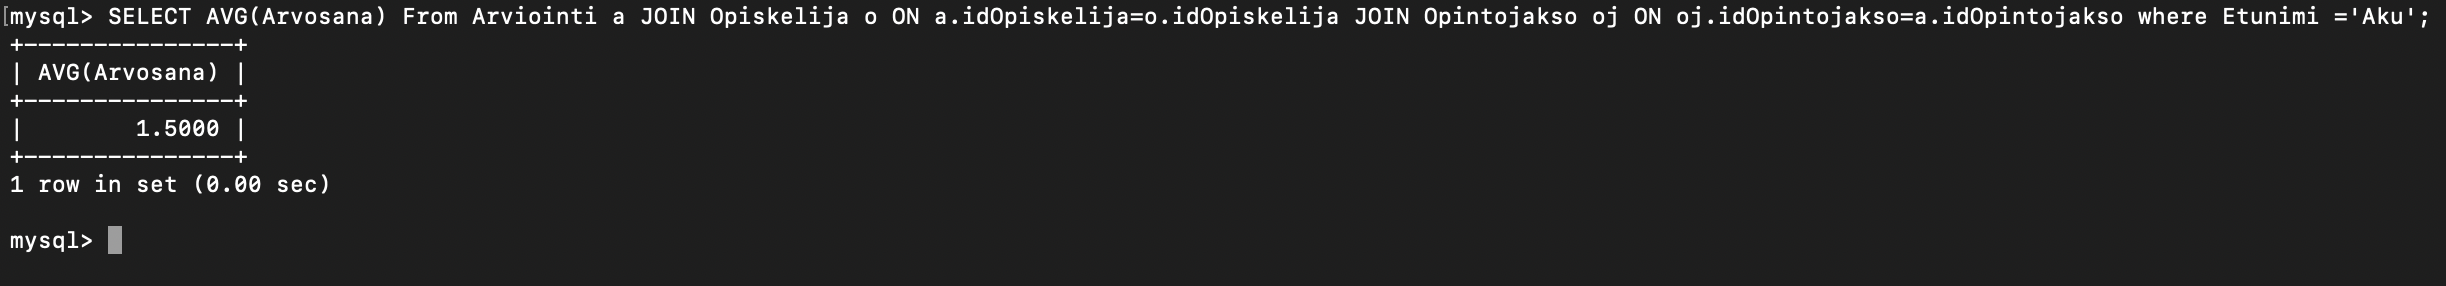 mysql> SELECT AVG(Arvosana) From Arviointi a JOIN Opiskelija o ON a.idOpiskelija=o.idOpiskelija JOIN Opintojakso oj ON oj.idOpintojakso=a.idOpintojakso where Etunimi ='Aku';
+---------------+
| AVG(Arvosana) |
+---------------+
|        1.5000 |
+---------------+
1 row in set (0.00 sec)
mysql>